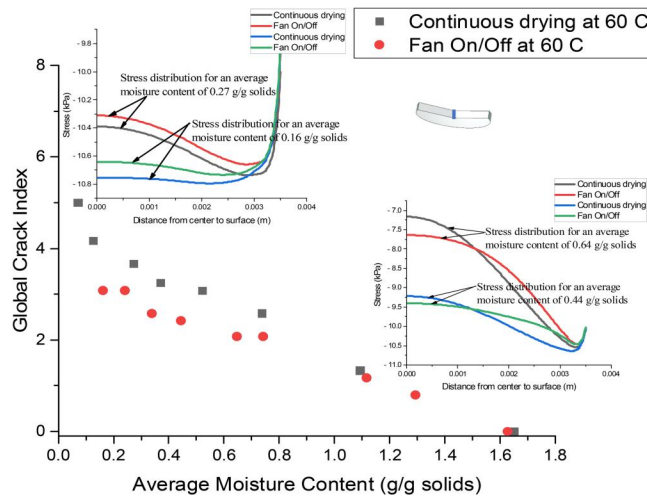 Continuous drying at 60 C
Fan On/Off at 60 C
Global Crack Index
8
6
4
2
0
0.0 0.2 0.4 0.6 0.8 1.0 1.2 1.4 1.6 1.8
Average Moisture Content (g/g solids)
Continuous drying
Fan On/Off
Continuous drying
Fan On/Off
Stress distribution for an average
moisture content of 0.27 g/g solids
Stress distribution for an average
moisture content of 0.16 g/g solids
Stress (kPa)
-9.8
-10.0
-10.2
-10.4
-10.6
-10.8
0.000 0.001 0.002 0.003 0.004
Distance from center to surface (m)
Continuous drying
Fan On/Off
Continuous drying
Fan On/Off
Stress distribution for an average
moisture content of 0.64 g/g solids
Stress distribution for an average
moisture content of 0.44 g/g solids
Stress (kPa)
-7.0
-7.5
-8.0
-8.5
-9.0
-9.5
-10.0
-10.5
-11.0
0.000 0.001 0.002 0.003 0.004
Distance from center to surface (m)